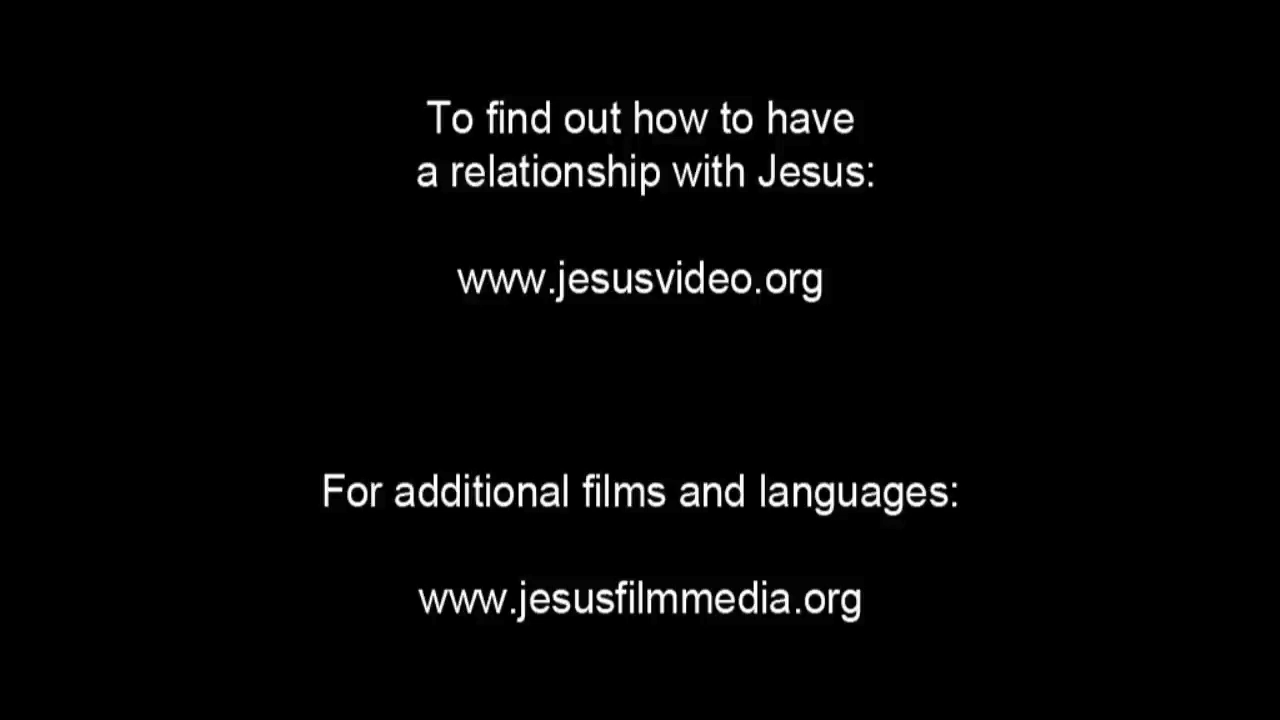 To find out how to have
a relationship with Jesus:
www.jesusvideo.org
For additional films and languages:
www.jesusfilmmedia.org